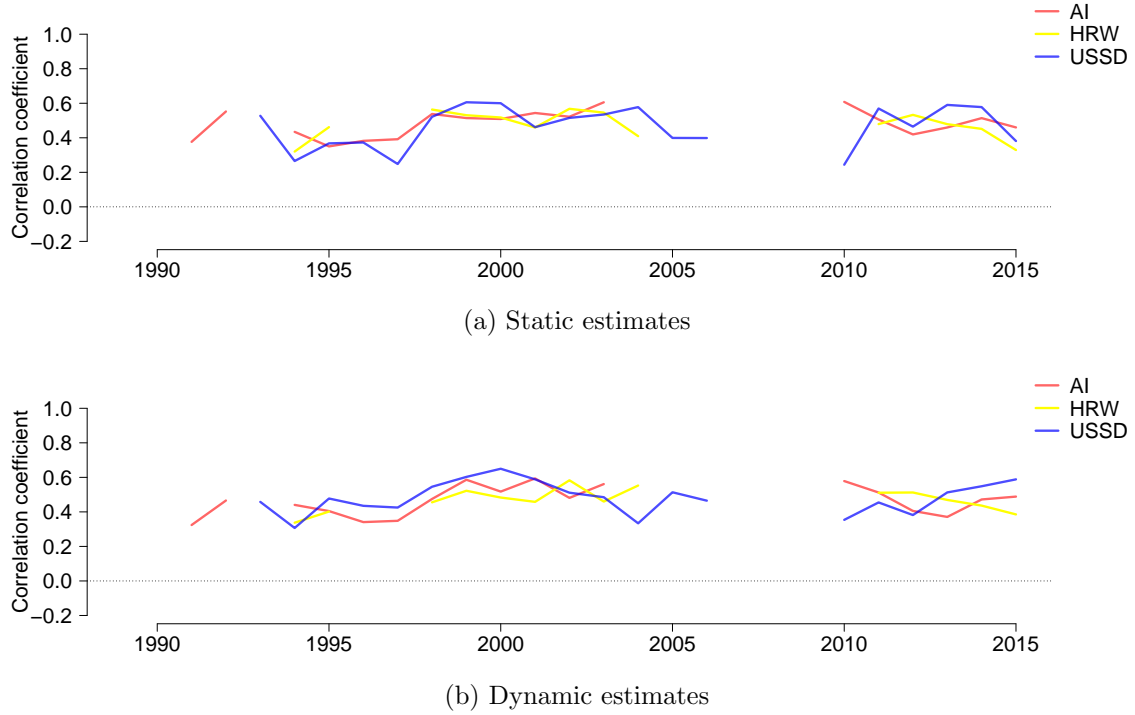 AI
HRW
USSD
Correlation coefficient
1.0
0.8
0.6
0.4
0.2
0.0
−0.2
1990 1995 2000 2005 2010 2015
(a) Static estimates
AI
HRW
USSD
Correlation coefficient
1.0
0.8
0.6
0.4
0.2
0.0
−0.2
1990 1995 2000 2005 2010 2015
(b) Dynamic estimates